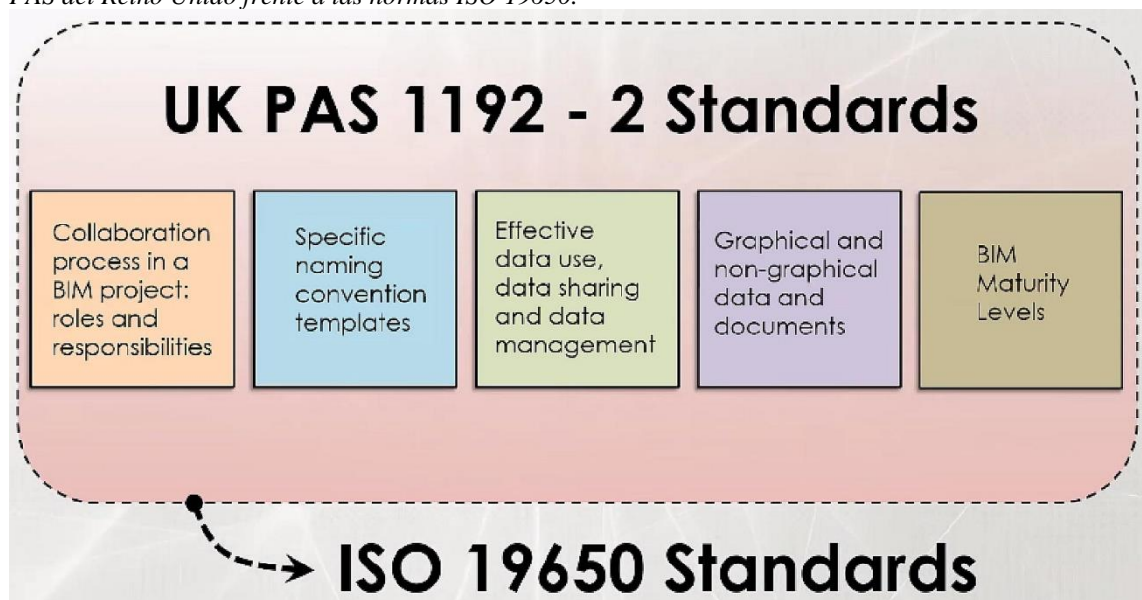 PAS del Reino Unido frente a las normas ISO 19650.
UK PAS 1192 - 2 Standards
Collaboration
process in a
BIM project:
roles and
responsibilities
Specific
naming
convention
templates
Effective
data use,
data sharing
and data
management
Graphical and
non-graphical
data and
documents
BIM
Maturity
Levels
ISO 19650 Standards